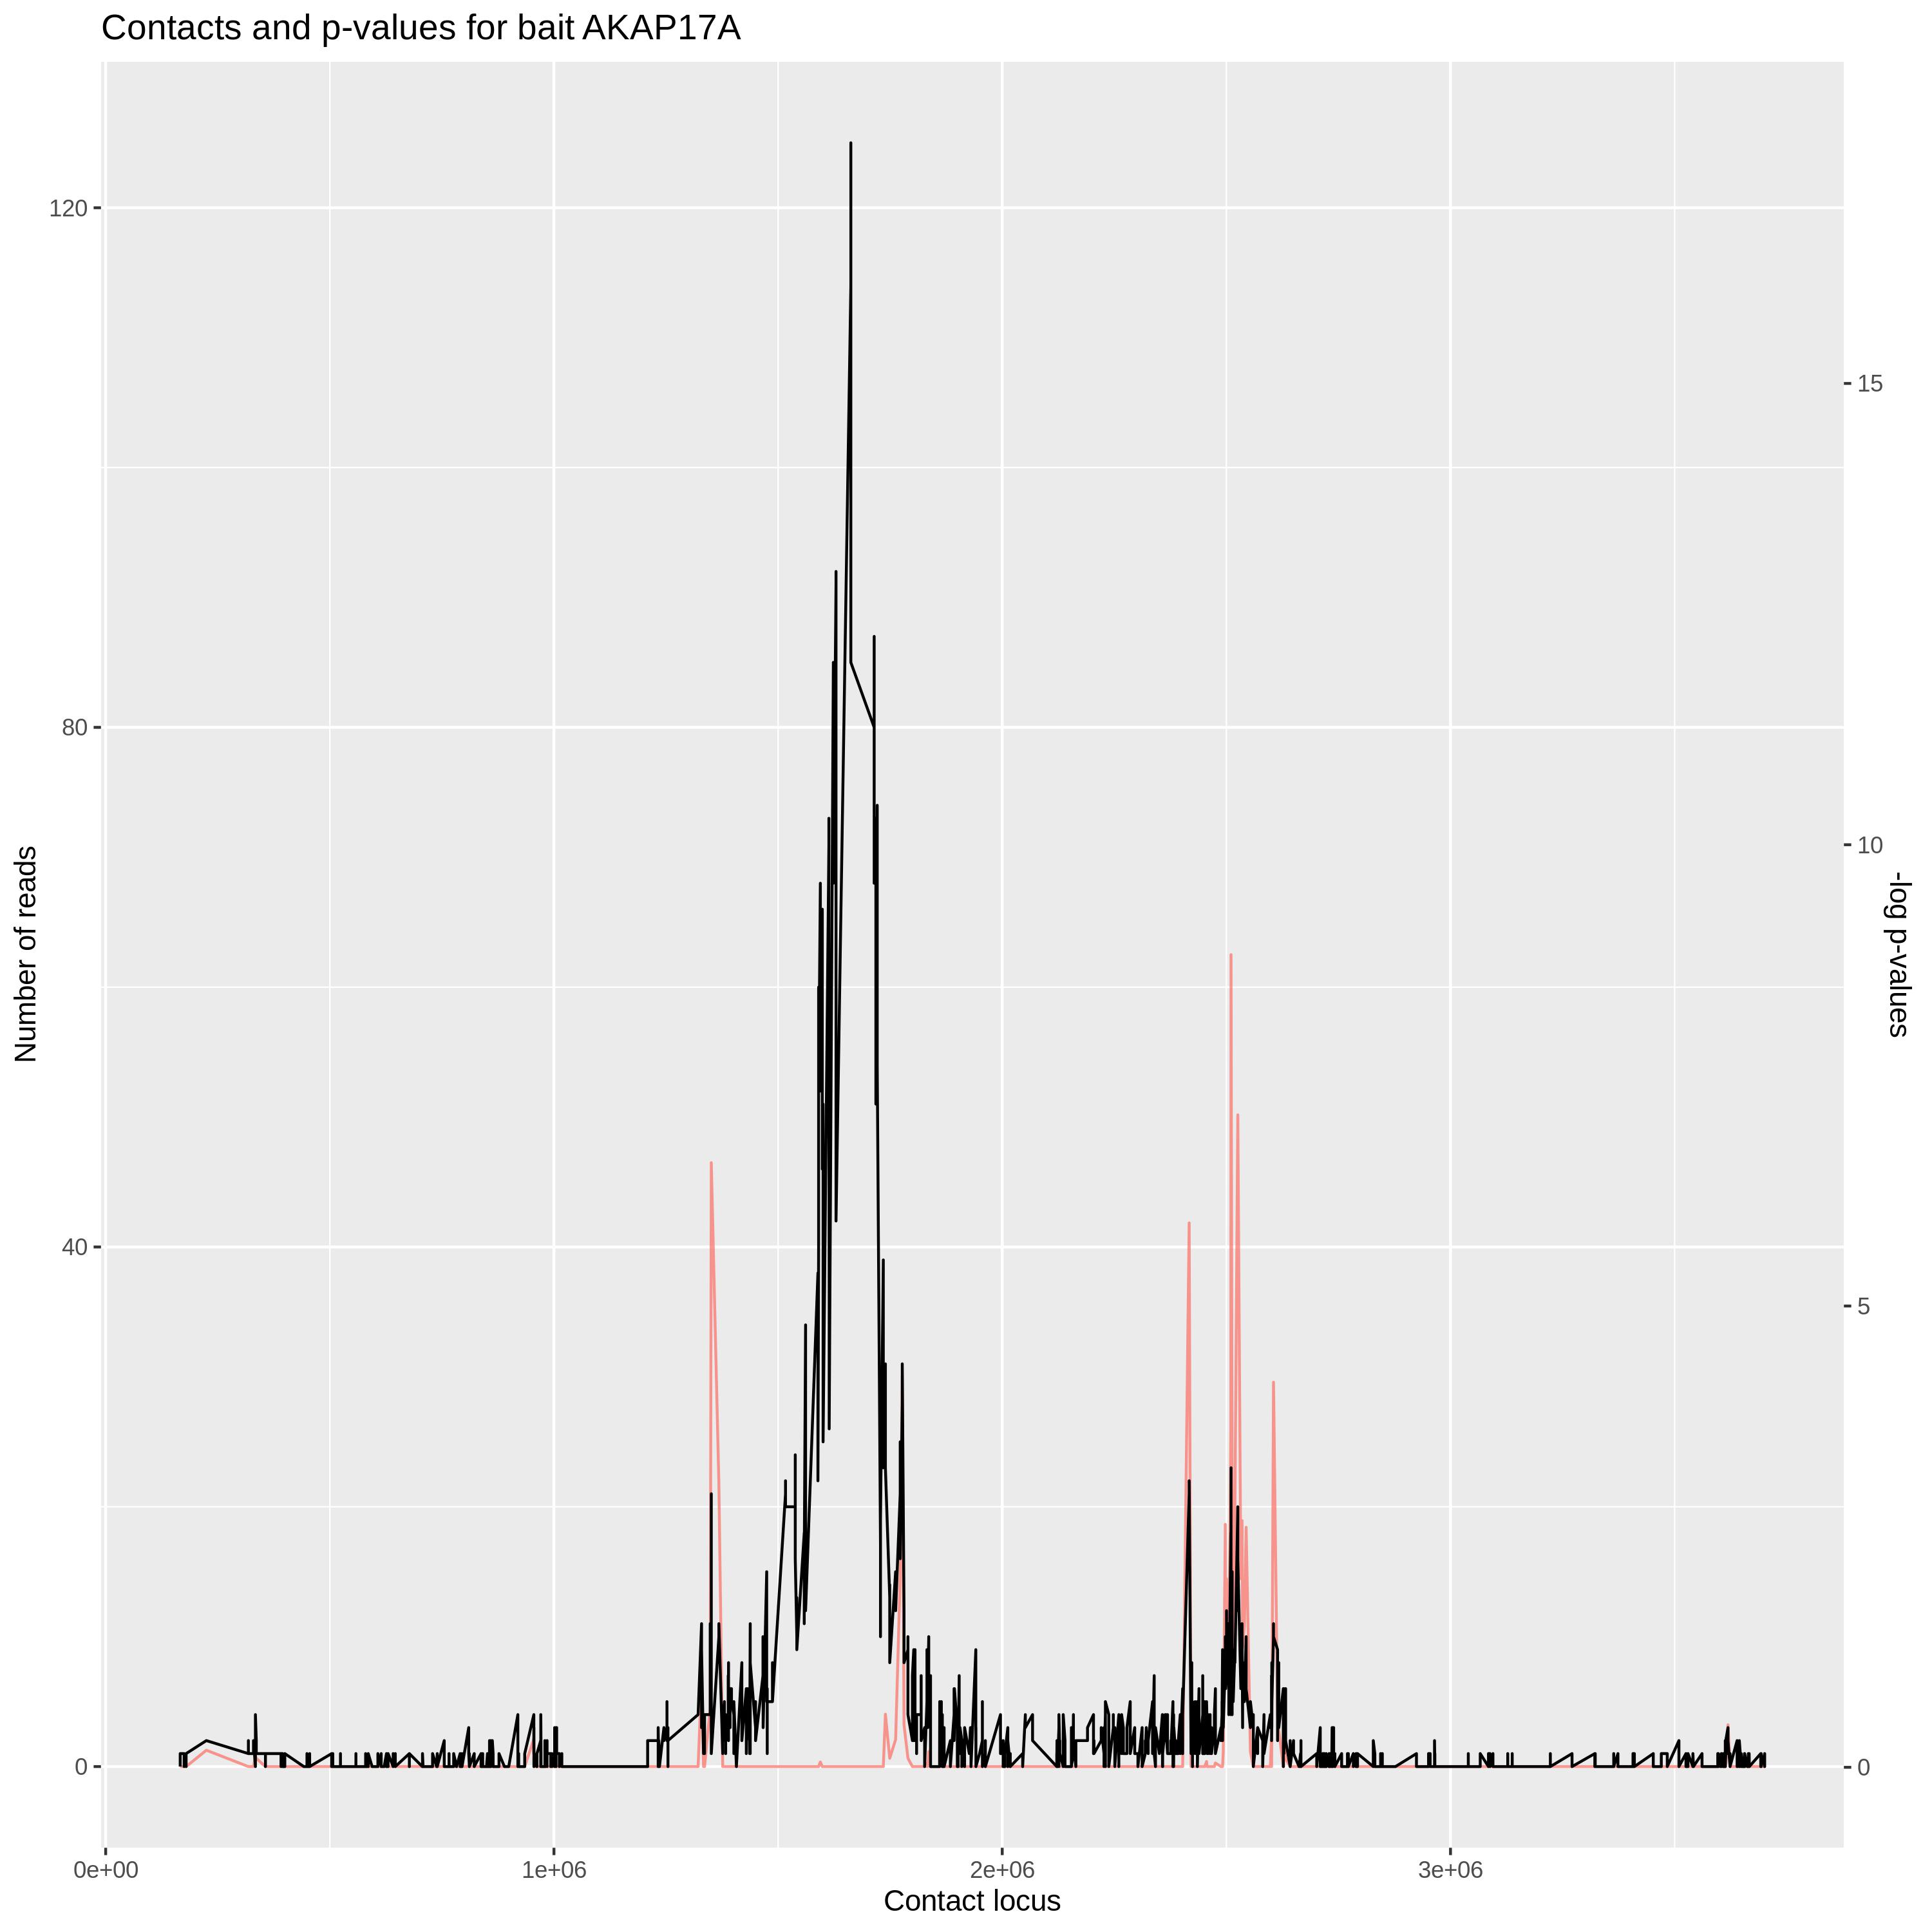 Contacts and p-values for bait AKAP17A
120
80
40
0
Number of reads
15
10
5
0
-log p-values
0e+00 1e+06 2e+06 3e+06
Contact locus